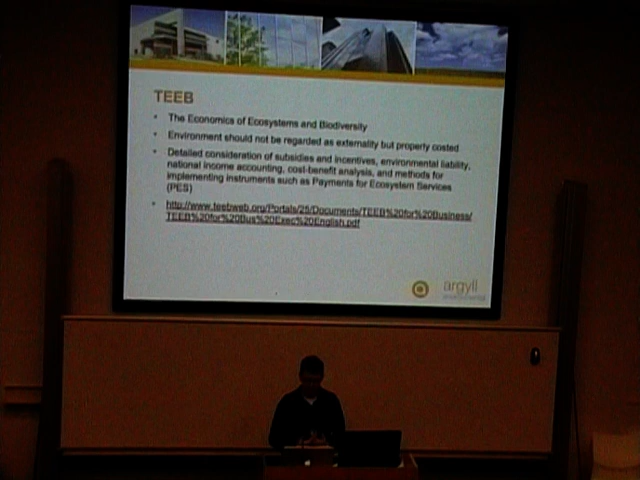 TEEB
• The Economics of Ecosystems and Biodiversity
• Environment should not be regarded as externality but property costed
• Detailed consideration of subsidies and incentives, environmental liability,
national income accounting, cost-benefit analysis, and methods for
implementing instruments such as Payments for Ecosystem Services
(PES)
• http://www.teebweb.org/Portals/25/Documents/TEEB%20for%20Business/
TEEB%20for%20Bus%20Exec%20English.pdf
argyll
environmental